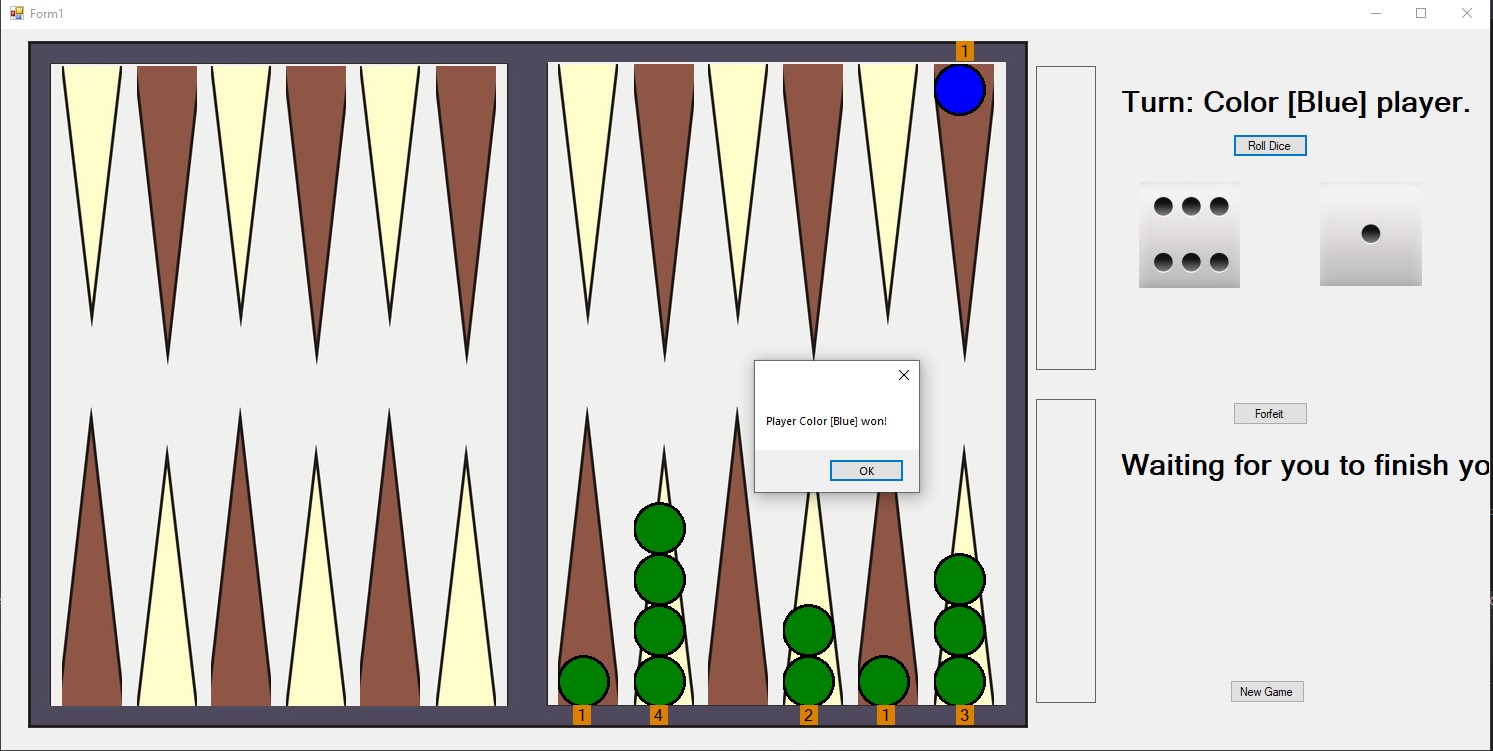 Form1
1
Turn: Color [Blue] player.
Roll Dice
Player Color [Blue] won!
OK
Forfeit
Waiting for you to finish yo
New Game
1
4
2
1
3